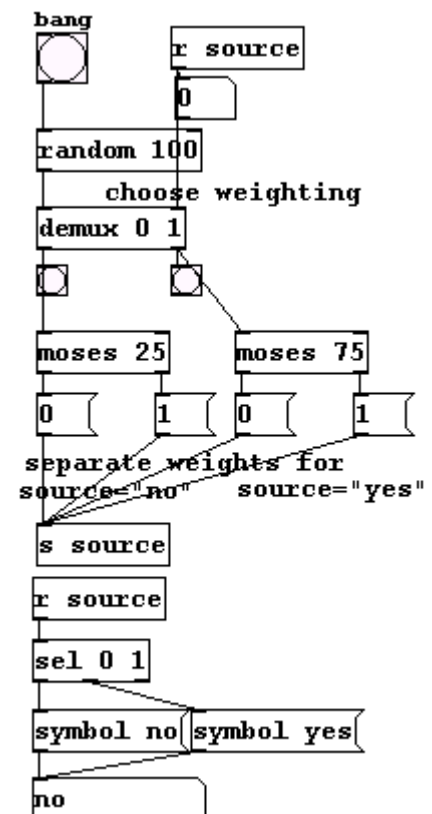 bang
r source
0
random 100
choose weighting
demux 0 1
moses 25
moses 75
0
1
0
1
separate weights for
source="no"
source="yes"
s source
r source
sel 0 1
symbol no
symbol yes
no